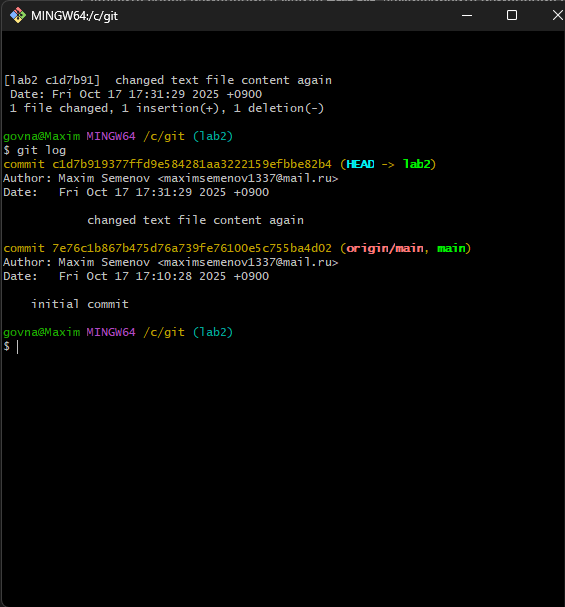 MINGW64:/c/git
[lab2 c1d7b91]  changed text file content again
 Date: Fri Oct 17 17:31:29 2025 +0900
 1 file changed, 1 insertion(+), 1 deletion(-)
govna@Maxim MINGW64 /c/git (lab2)
$ git log
commit c1d7b919377ffd9e584281aa3222159efbbe82b4 (HEAD -> lab2)
Author: Maxim Semenov <maximsemenov1337@mail.ru>
Date:   Fri Oct 17 17:31:29 2025 +0900
            changed text file content again
commit 7e76c1b867b475d76a739fe76100e5c755ba4d02 (origin/main, main)
Author: Maxim Semenov <maximsemenov1337@mail.ru>
Date:   Fri Oct 17 17:10:28 2025 +0900
    initial commit
govna@Maxim MINGW64 /c/git (lab2)
$